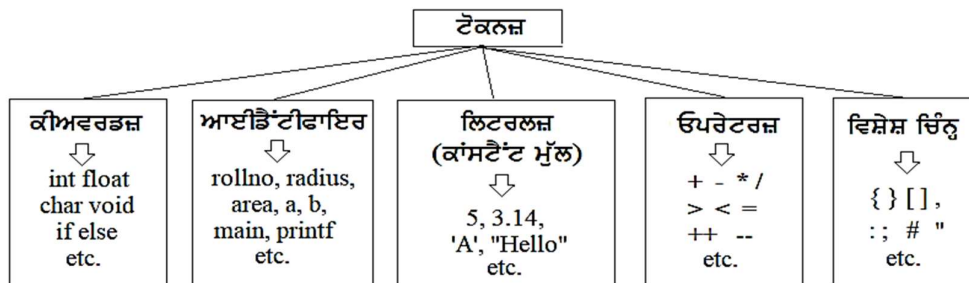 ਟੋਕਨਜ਼
ਕੀਅਵਰਡਜ਼
int float
char void
if else
etc.
ਆਈਡੈਂਟੀਫਾਇਰ
rollno, radius,
area, a, b,
main, printf
etc.
ਲਿਟਰਲਜ਼
(ਕਾਂਸਟੈਂਟ ਮੁੱਲ)
5, 3.14,
'A', "Hello"
etc.
ਓਪਰੇਟਰਜ਼
+ - * /
> < =
++ --
etc.
ਵਿਸ਼ੇਸ਼ ਚਿੰਨ੍ਹ
{ } [ ] ,
: ; # "
etc.